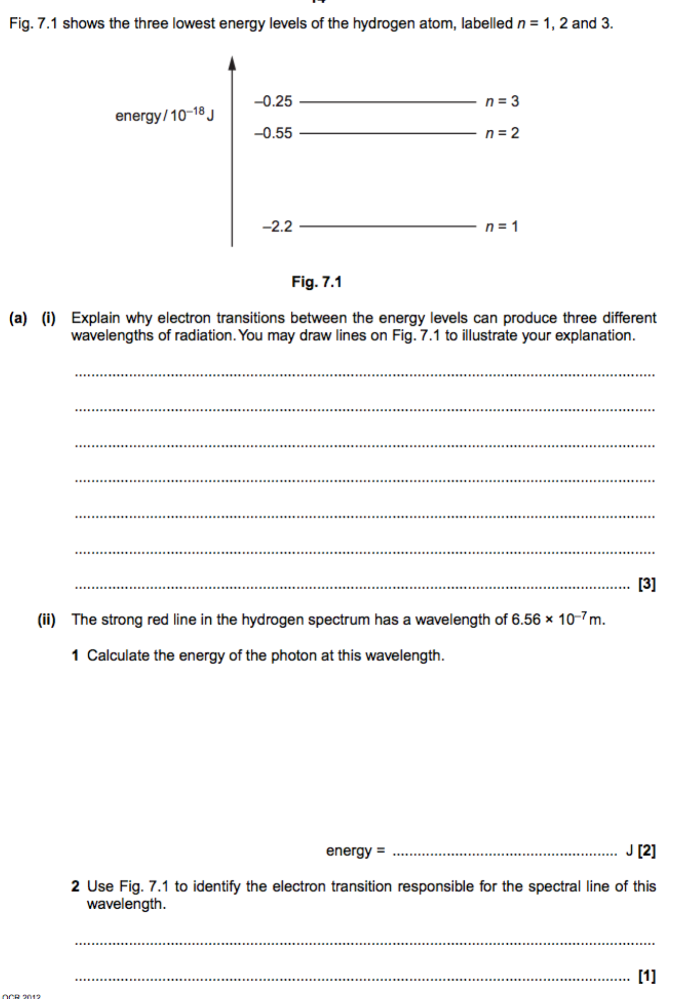 14
Fig. 7.1 shows the three lowest energy levels of the hydrogen atom, labelled n = 1, 2 and 3.
energy / 10⁻¹⁸ J
–0.25 n = 3
–0.55 n = 2
–2.2 n = 1
Fig. 7.1
(a) (i) Explain why electron transitions between the energy levels can produce three different
wavelengths of radiation. You may draw lines on Fig. 7.1 to illustrate your explanation.
[3]
(ii) The strong red line in the hydrogen spectrum has a wavelength of 6.56 × 10⁻⁷ m.
1 Calculate the energy of the photon at this wavelength.
energy = .................................................... J [2]
2 Use Fig. 7.1 to identify the electron transition responsible for the spectral line of this
wavelength.
[1]
OCR 2012